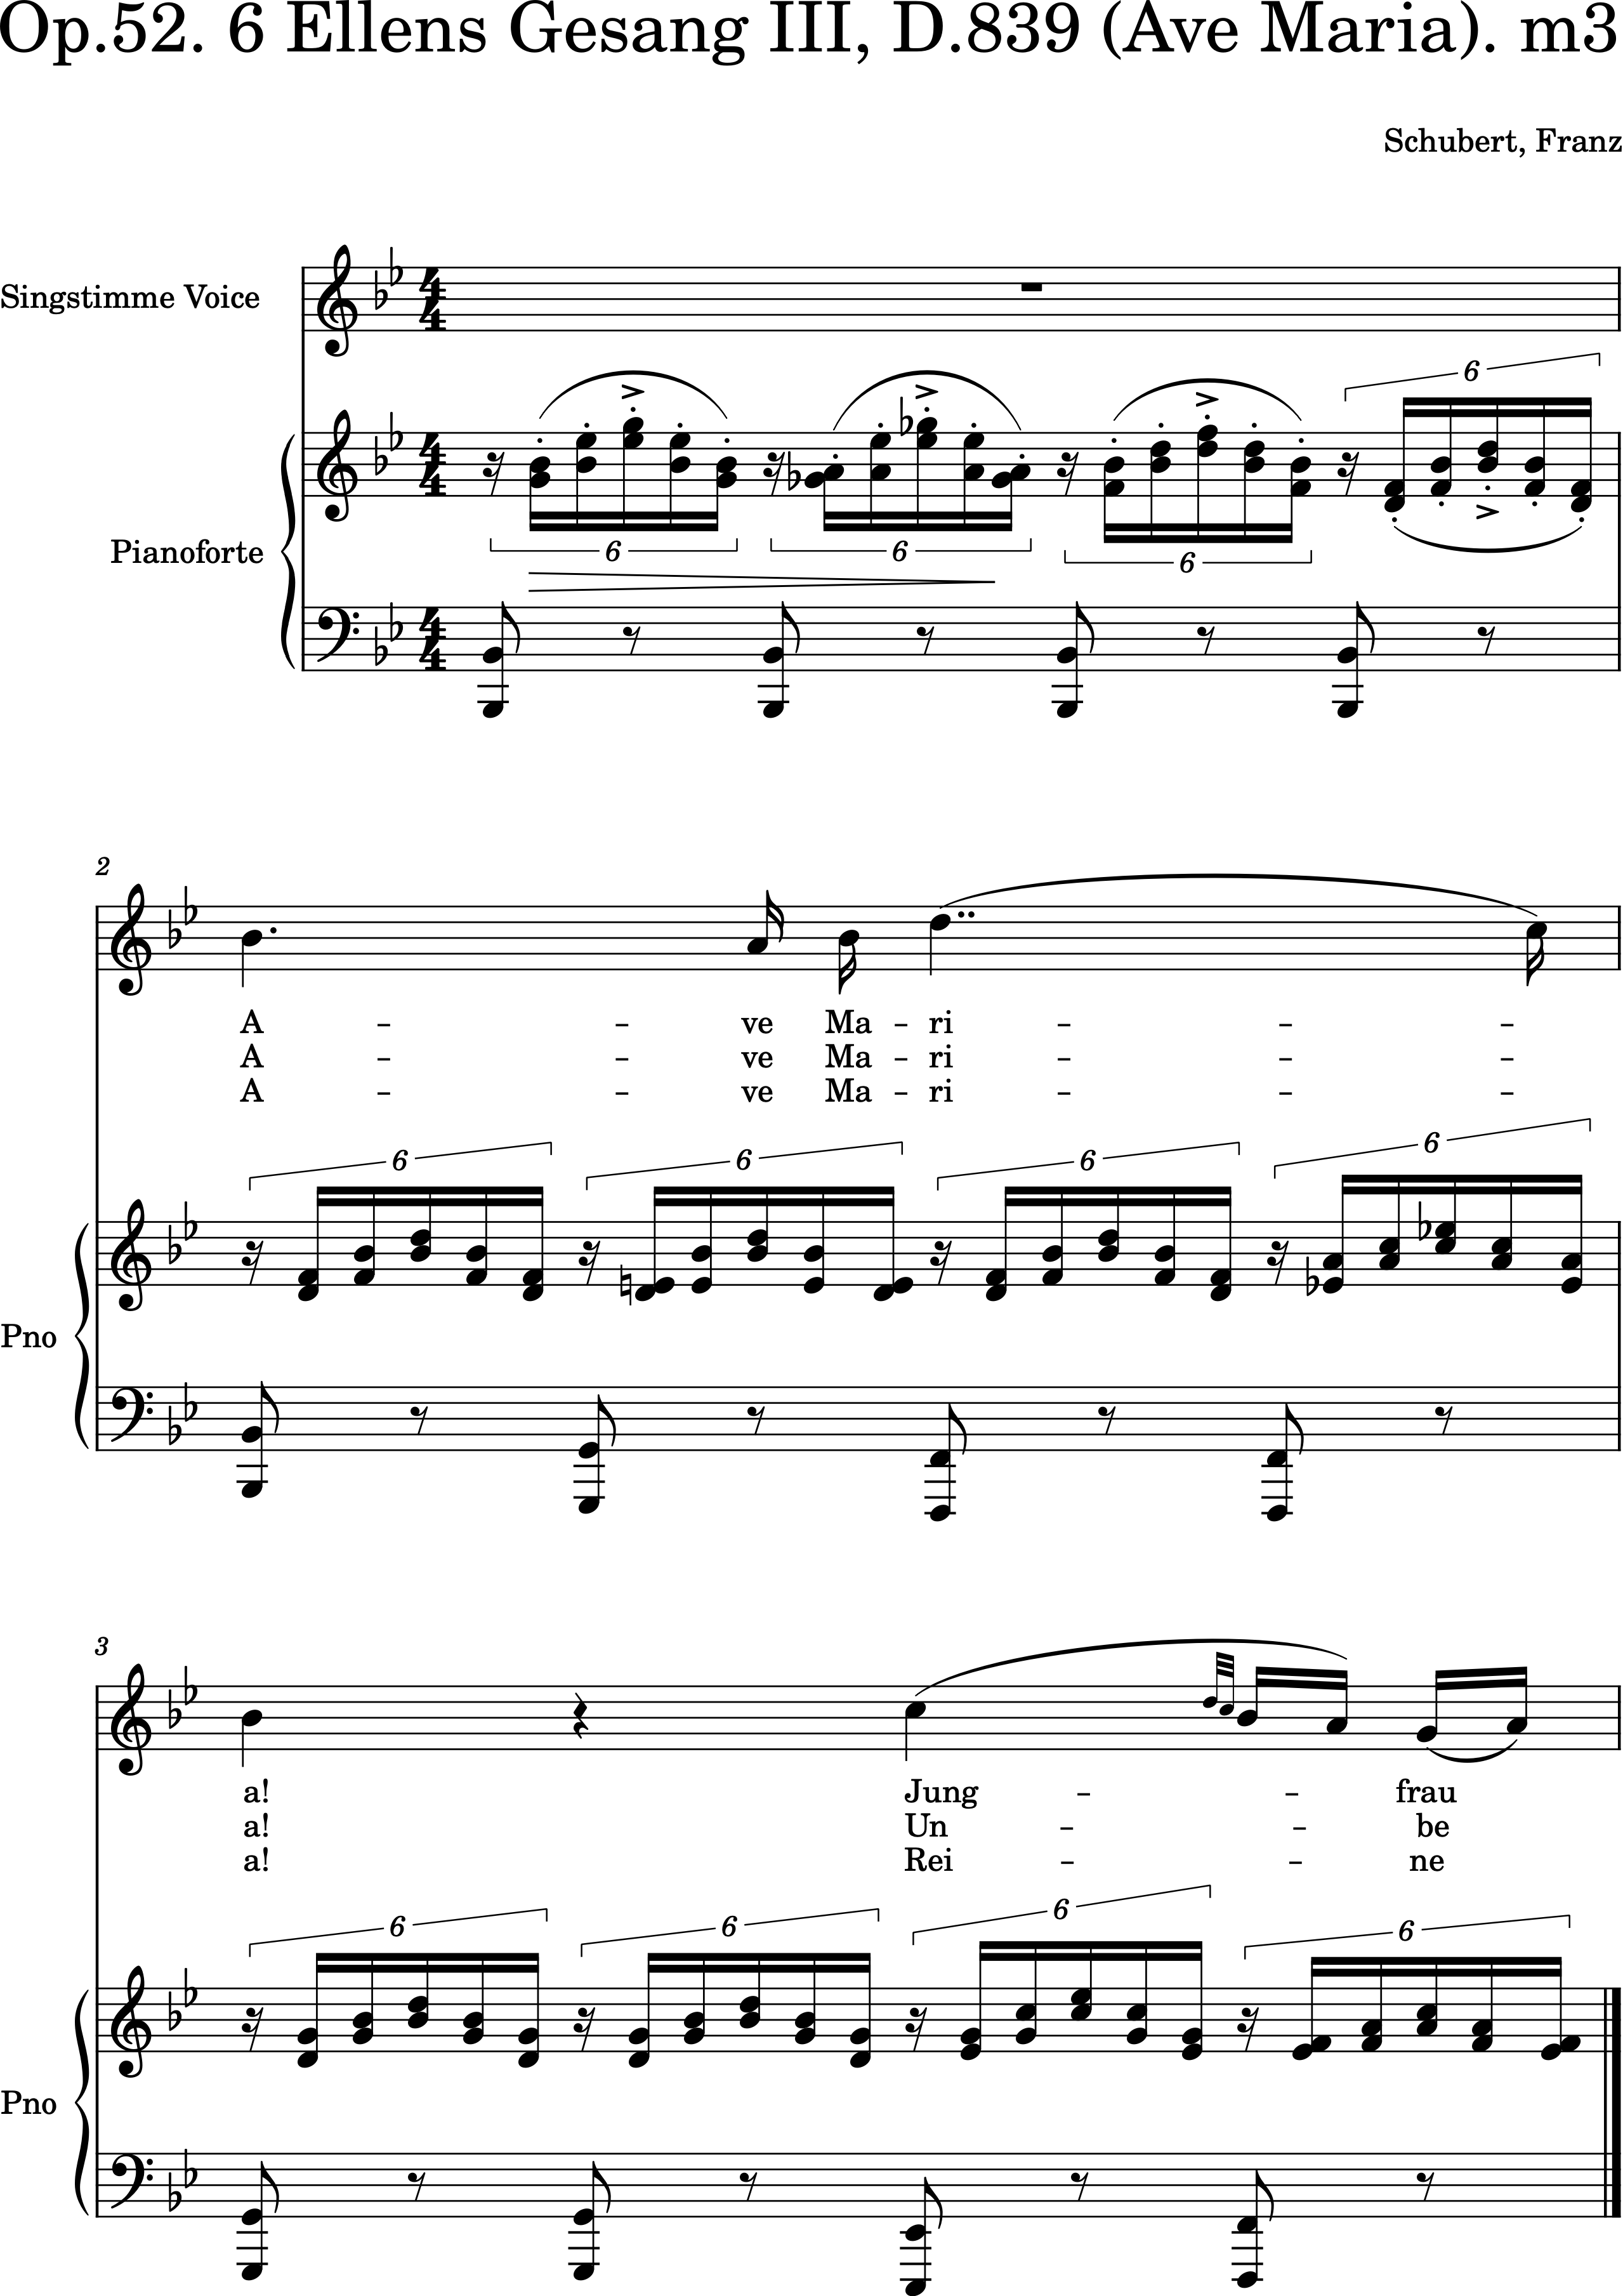 Op.52. 6 Ellens Gesang III, D.839 (Ave Maria). m3
Schubert, Franz
Singstimme Voice
6
Pianoforte
6 6 6
2
A – – ve Ma – ri – – –
A – – ve Ma – ri – – –
A – – ve Ma – ri – – –
6 6 6 6
Pno
3
a! Jung – – frau
a! Un – – be
a! Rei – – ne
6 6 6 6
Pno